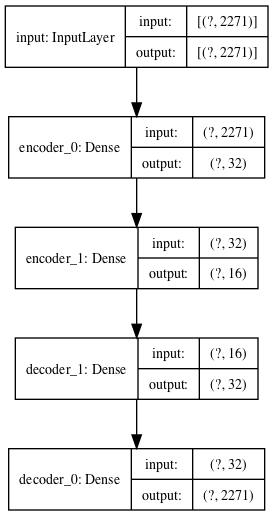 input: InputLayer
input:
[(?, 2271)]
output:
[(?, 2271)]
encoder_0: Dense
input:
(?, 2271)
output:
(?, 32)
encoder_1: Dense
input:
(?, 32)
output:
(?, 16)
decoder_1: Dense
input:
(?, 16)
output:
(?, 32)
decoder_0: Dense
input:
(?, 32)
output:
(?, 2271)